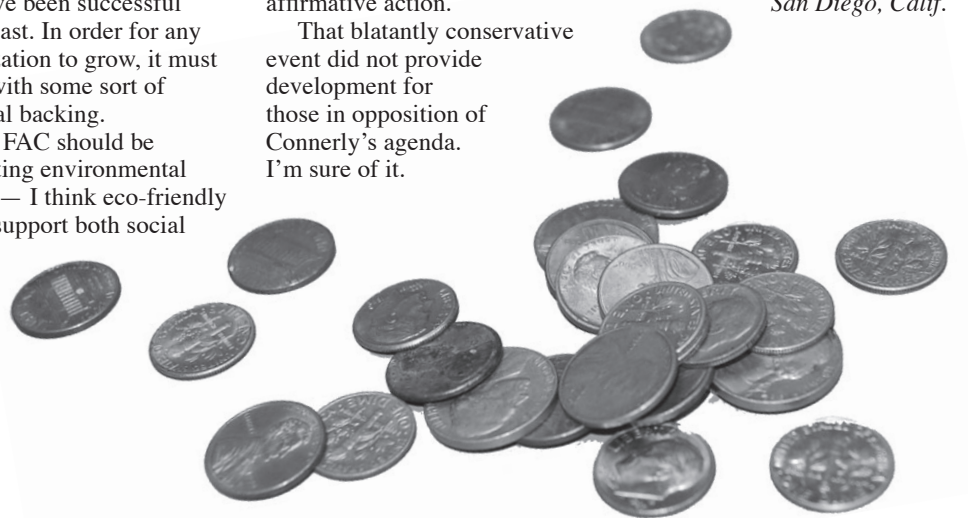 ve been successful
ast. In order for any
ation to grow, it must
with some sort of
al backing.
FAC should be
ting environmental
— I think eco-friendly
support both social
affirmative action.
That blatantly conservative
event did not provide
development for
those in opposition of
Connerly's agenda.
I'm sure of it.
San Diego, Calif.